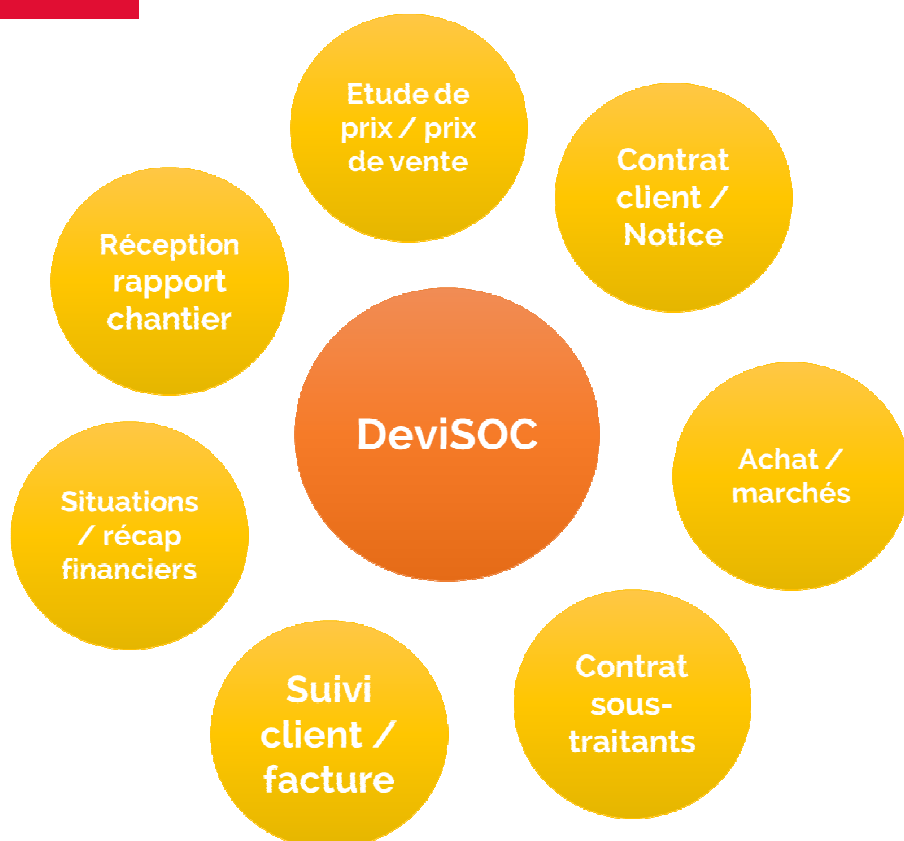 Etude de
prix / prix
de vente
Contrat
client /
Notice
Réception
rapport
chantier
DeviSOC
Achat /
marchés
Situations
/ récap
financiers
Contrat
sous-
traitants
Suivi
client /
facture